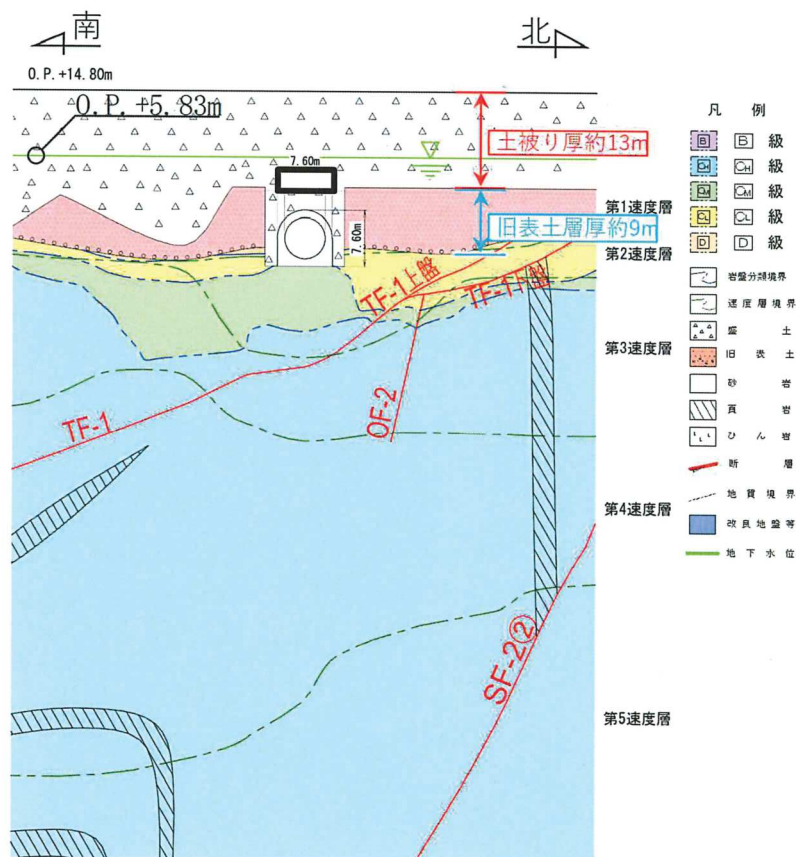 南
北
O.P.+14.80m
O.P.+5.83m
土被り厚約13m
7.60m
7.60m
旧表土層厚約9m
TF-1上盤
TF-1下盤
TF-1
OF-2
SF-2②
第1速度層
第2速度層
第3速度層
第4速度層
第5速度層
凡 例
B B 級
CH CH 級
CM CM 級
CL CL 級
D D 級
岩盤分類境界
速度層境界
盛土
旧表土
砂岩
頁岩
ひん岩
断層
地質境界
改良地盤等
地下水位